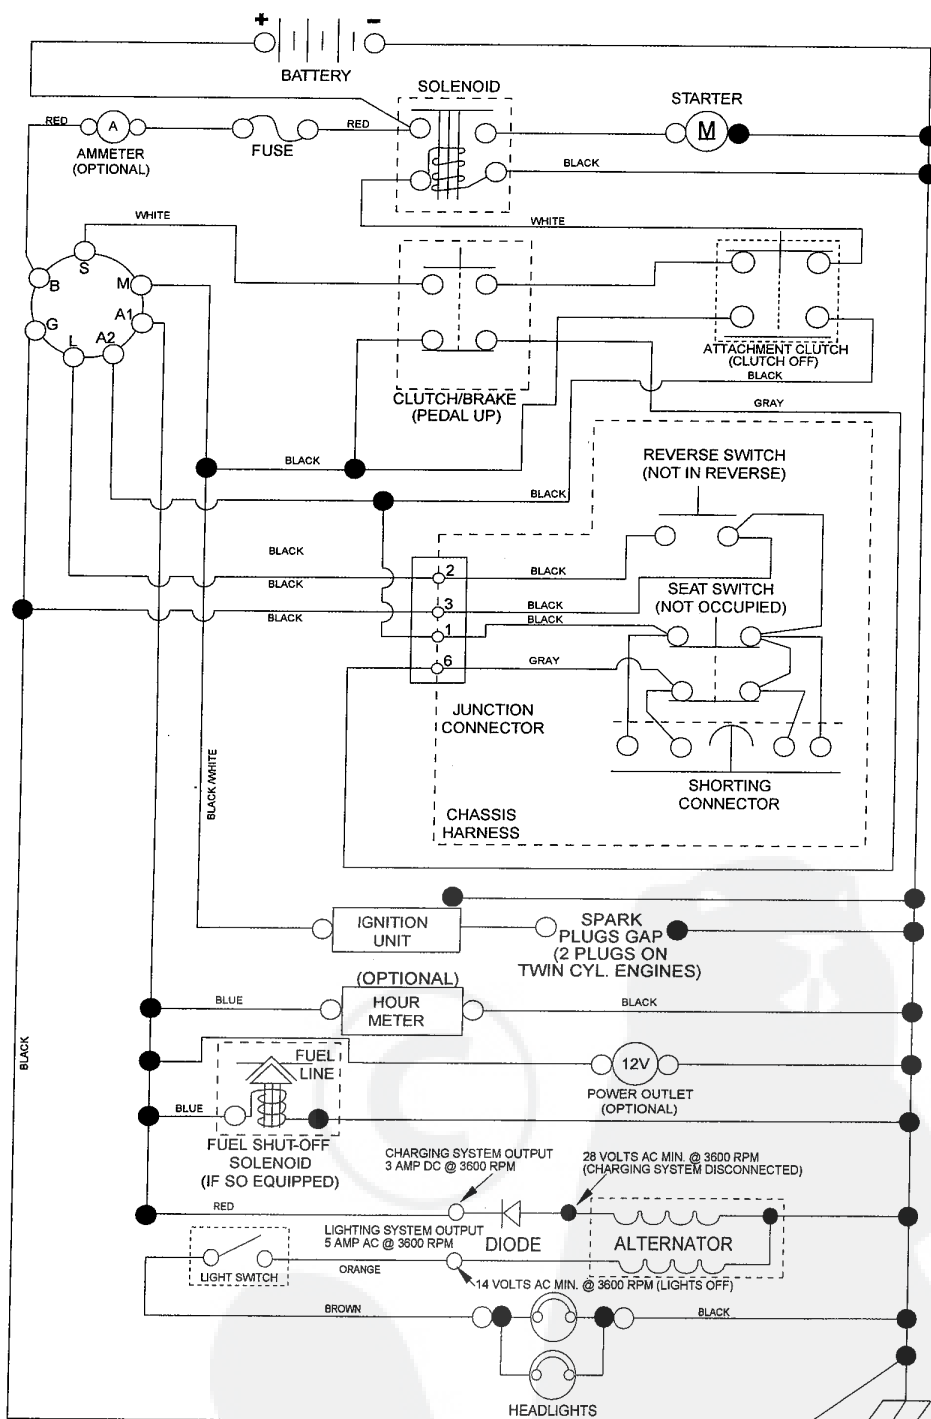 + -
BATTERY
SOLENOID
STARTER
RED
A
RED
M
FUSE
AMMETER
(OPTIONAL)
BLACK
WHITE
WHITE
S
B
M
G
A1
L
A2
ATTACHMENT CLUTCH
(CLUTCH OFF)
BLACK
CLUTCH/BRAKE
(PEDAL UP)
GRAY
BLACK
REVERSE SWITCH
(NOT IN REVERSE)
BLACK
BLACK
BLACK
2
BLACK
SEAT SWITCH
(NOT OCCUPIED)
3
BLACK
BLACK
BLACK
1
6
GRAY
JUNCTION
CONNECTOR
BLACK/WHITE
SHORTING
CONNECTOR
CHASSIS
HARNESS
IGNITION
UNIT
SPARK
PLUGS GAP
(2 PLUGS ON
TWIN CYL. ENGINES)
(OPTIONAL)
BLUE
HOUR
METER
BLACK
BLACK
FUEL
LINE
12V
POWER OUTLET
(OPTIONAL)
BLUE
FUEL SHUT-OFF
SOLENOID
(IF SO EQUIPPED)
CHARGING SYSTEM OUTPUT
3 AMP DC @ 3600 RPM
28 VOLTS AC MIN. @ 3600 RPM
(CHARGING SYSTEM DISCONNECTED)
RED
LIGHTING SYSTEM OUTPUT
5 AMP AC @ 3600 RPM
DIODE
ALTERNATOR
LIGHT SWITCH
ORANGE
14 VOLTS AC MIN. @ 3600 RPM (LIGHTS OFF)
BROWN
BLACK
HEADLIGHTS